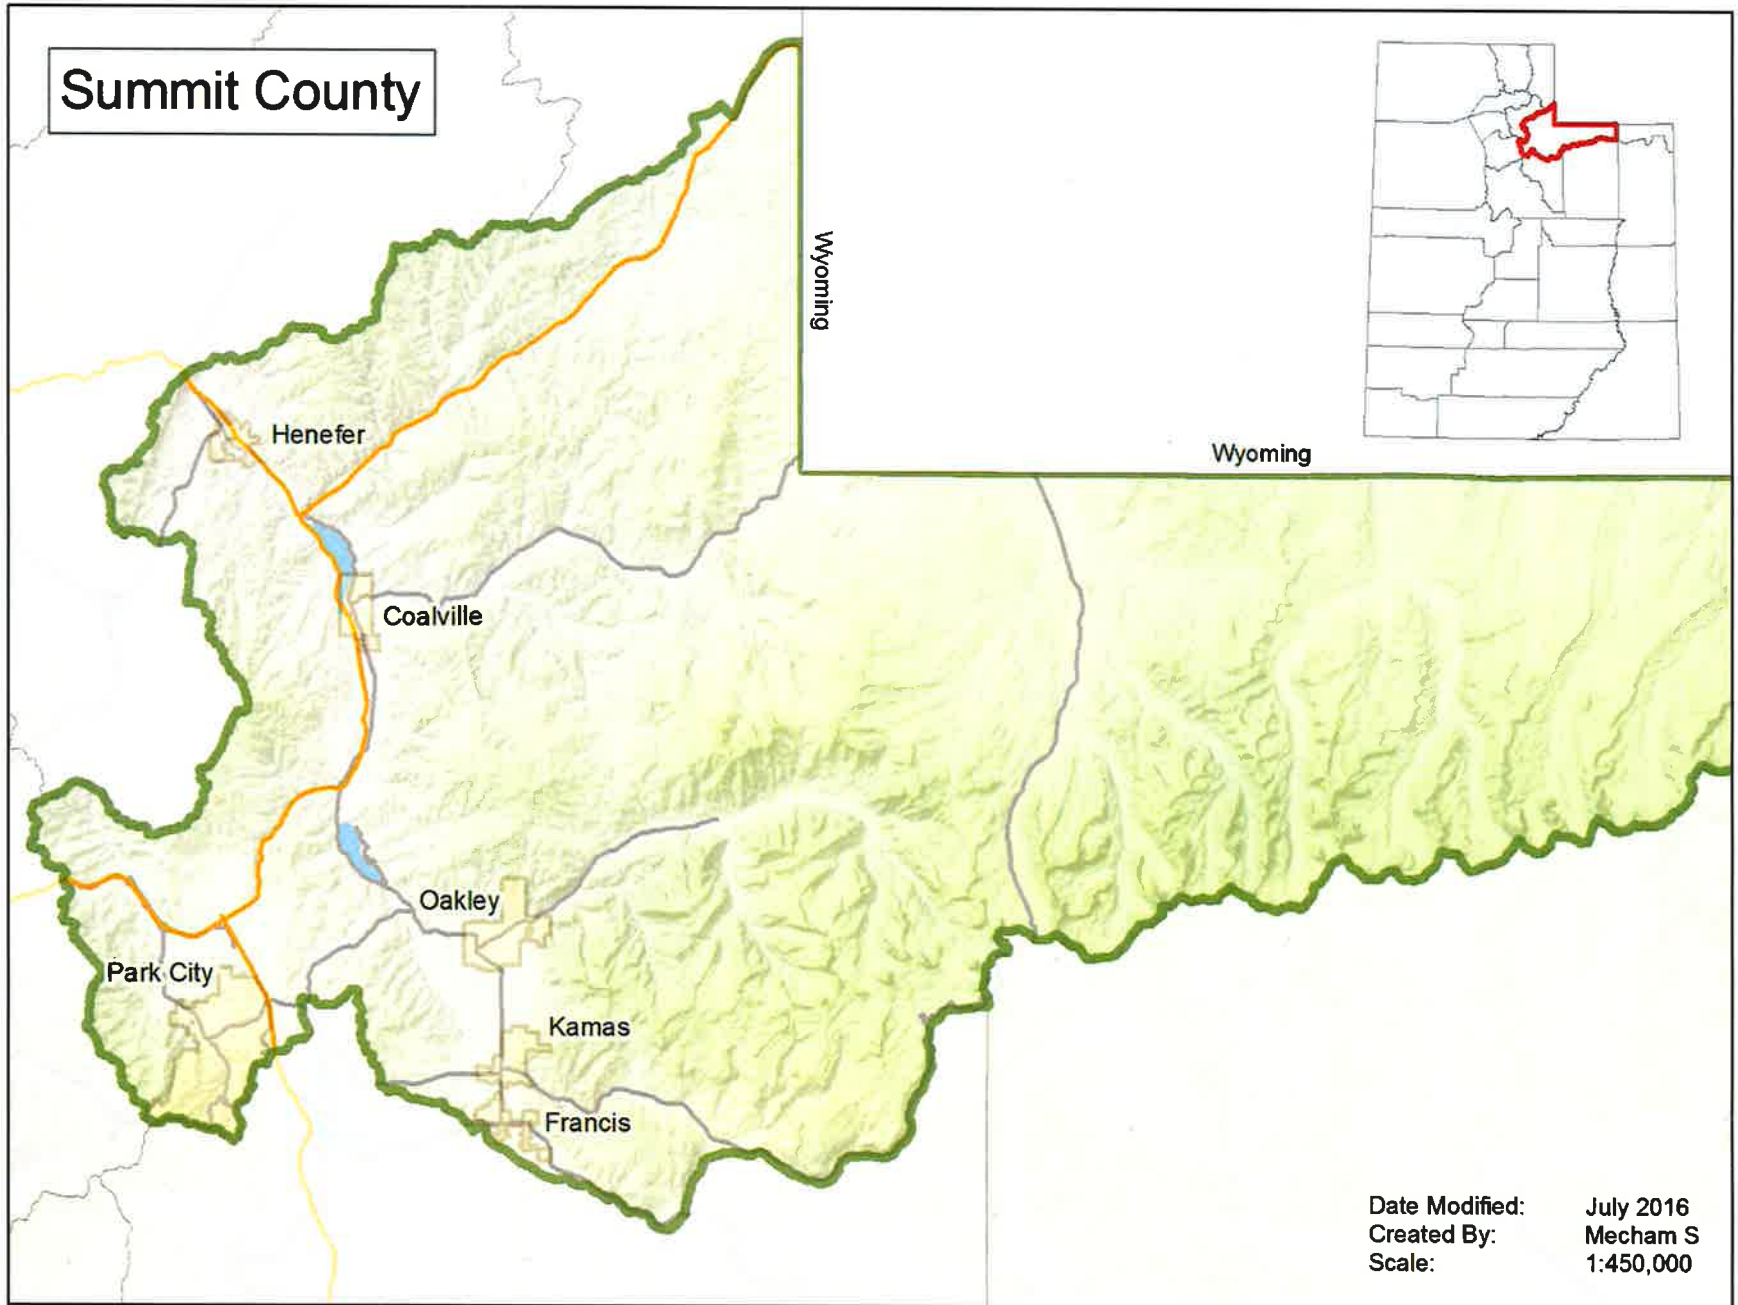 Summit County
Wyoming
Wyoming
Henefer
Coalville
Oakley
Park City
Kamas
Francis
Date Modified: July 2016
Created By: Mecham S
Scale: 1:450,000